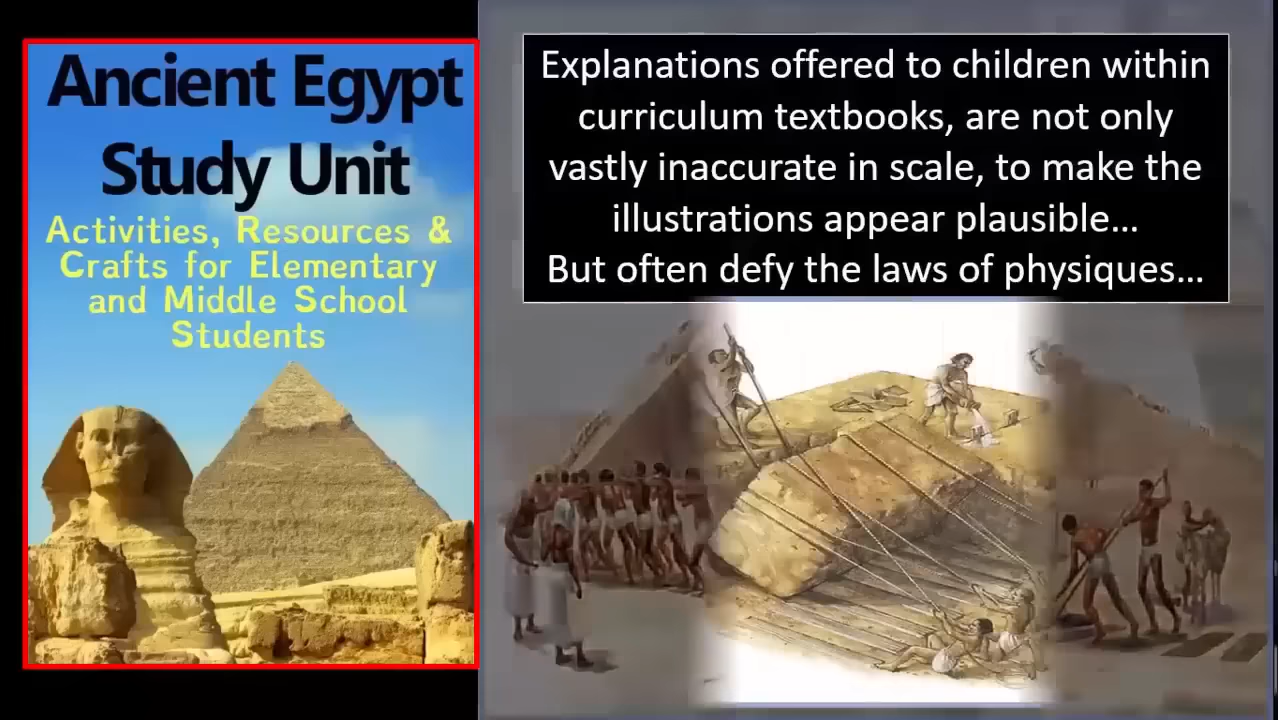 Ancient Egypt
Study Unit
Activities, Resources &
Crafts for Elementary
and Middle School
Students
Explanations offered to children within
curriculum textbooks, are not only
vastly inaccurate in scale, to make the
illustrations appear plausible…
But often defy the laws of physiques…